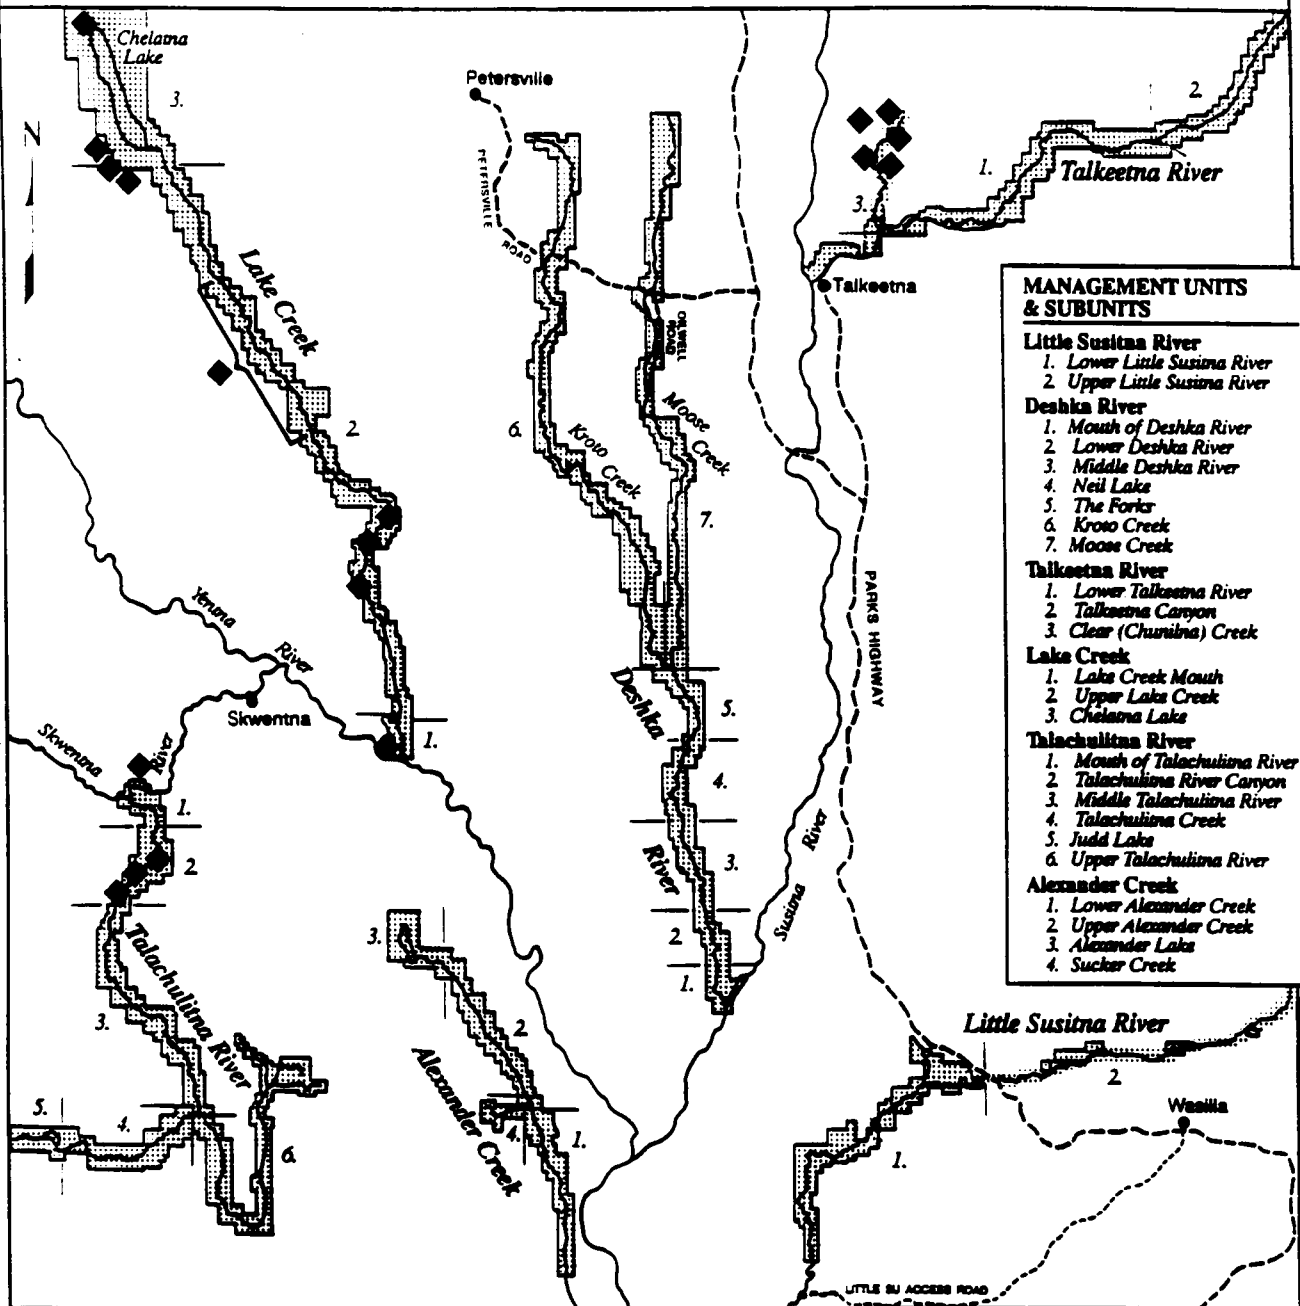 Chelatna
Lake
3.
N
Petersville
PETERSVILLE
ROAD
2.
1.
Talkeetna River
3.
Talkeetna
Lake Creek
2.
OILWELL
ROAD
6.
Kroto
Creek
Moose
Creek
7.
PARKS HIGHWAY
Yentna
River
Skwentna
Skwentna
River
1.
1.
2.
Deshka
River
5.
4.
3.
2.
1.
Susitna
River
Talachulitna River
3.
5.
4.
6.
3.
2.
Alexander Creek
4.
1.
Little Susitna River
2.
1.
Wasilla
LITTLE SU ACCESS ROAD
MANAGEMENT UNITS
& SUBUNITS
Little Susitna River
1. Lower Little Susitna River
2. Upper Little Susitna River
Deshka River
1. Mouth of Deshka River
2. Lower Deshka River
3. Middle Deshka River
4. Neil Lake
5. The Forks
6. Kroto Creek
7. Moose Creek
Talkeetna River
1. Lower Talkeetna River
2. Talkeetna Canyon
3. Clear (Chunilna) Creek
Lake Creek
1. Lake Creek Mouth
2. Upper Lake Creek
3. Chelatna Lake
Talachulitna River
1. Mouth of Talachulitna River
2. Talachulitna River Canyon
3. Middle Talachulitna River
4. Talachulitna Creek
5. Judd Lake
6. Upper Talachulitna River
Alexander Creek
1. Lower Alexander Creek
2. Upper Alexander Creek
3. Alexander Lake
4. Sucker Creek